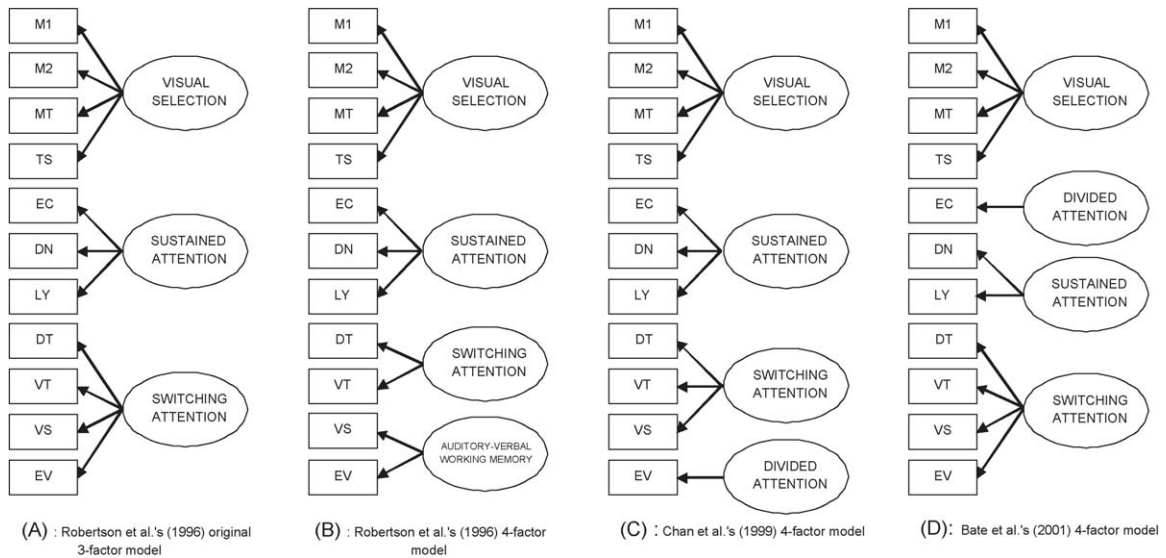 M1
M2
MT
TS
EC
DN
LY
DT
VT
VS
EV
VISUAL
SELECTION
SUSTAINED
ATTENTION
SWITCHING
ATTENTION
(A) : Robertson et al.'s (1996) original
3-factor model
M1
M2
MT
TS
EC
DN
LY
DT
VT
VS
EV
VISUAL
SELECTION
SUSTAINED
ATTENTION
SWITCHING
ATTENTION
AUDITORY-VERBAL
WORKING MEMORY
(B) : Robertson et al.'s (1996) 4-factor
model
M1
M2
MT
TS
EC
DN
LY
DT
VT
VS
EV
VISUAL
SELECTION
SUSTAINED
ATTENTION
SWITCHING
ATTENTION
DIVIDED
ATTENTION
(C) : Chan et al.'s (1999) 4-factor model
M1
M2
MT
TS
EC
DN
LY
DT
VT
VS
EV
VISUAL
SELECTION
DIVIDED
ATTENTION
SUSTAINED
ATTENTION
SWITCHING
ATTENTION
(D): Bate et al.'s (2001) 4-factor model